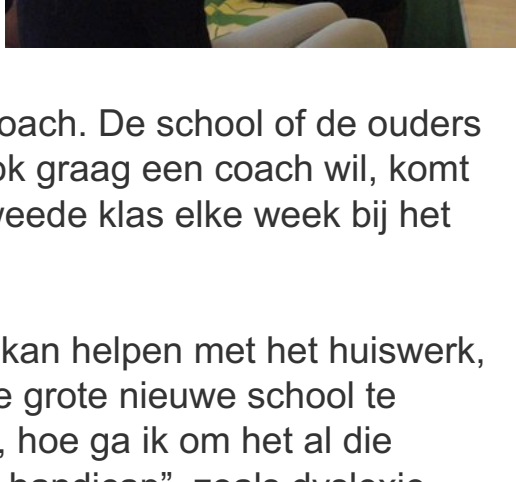 oach. De school of de ouders
ok graag een coach wil, komt
weede klas elke week bij het
kan helpen met het huiswerk,
e grote nieuwe school te
, hoe ga ik om het al die
handicap”, zoals dyslexie